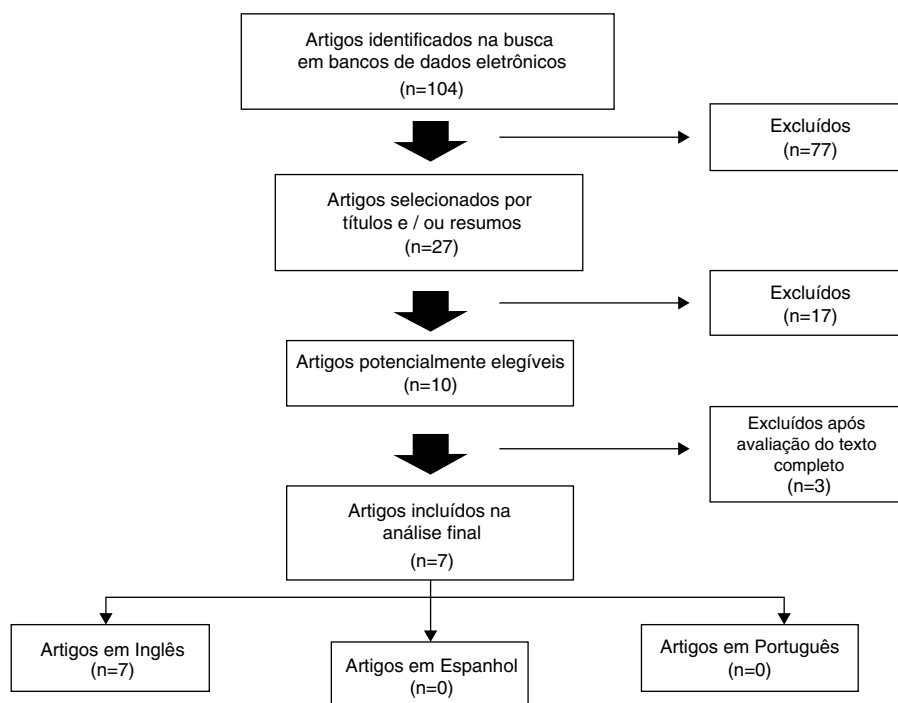 Artigos identificados na busca
em bancos de dados eletrônicos
(n=104)
Excluídos
(n=77)
Artigos selecionados por
títulos e / ou resumos
(n=27)
Excluídos
(n=17)
Artigos potencialmente elegíveis
(n=10)
Excluídos após
avaliação do texto
completo
(n=3)
Artigos incluídos na
análise final
(n=7)
Artigos em Inglês
(n=7)
Artigos em Espanhol
(n=0)
Artigos em Português
(n=0)